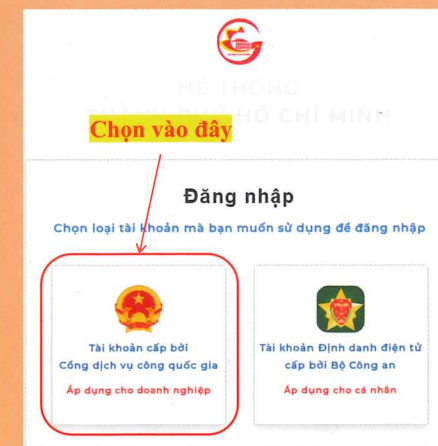 HỆ THỐNG
THÀNH PHỐ HỒ CHÍ MINH
Chọn vào đây
Đăng nhập
Chọn loại tài khoản mà bạn muốn sử dụng để đăng nhập
Tài khoản cấp bởi
Cổng dịch vụ công quốc gia
Áp dụng cho doanh nghiệp
Tài khoản Định danh điện tử
cấp bởi Bộ Công an
Áp dụng cho cá nhân